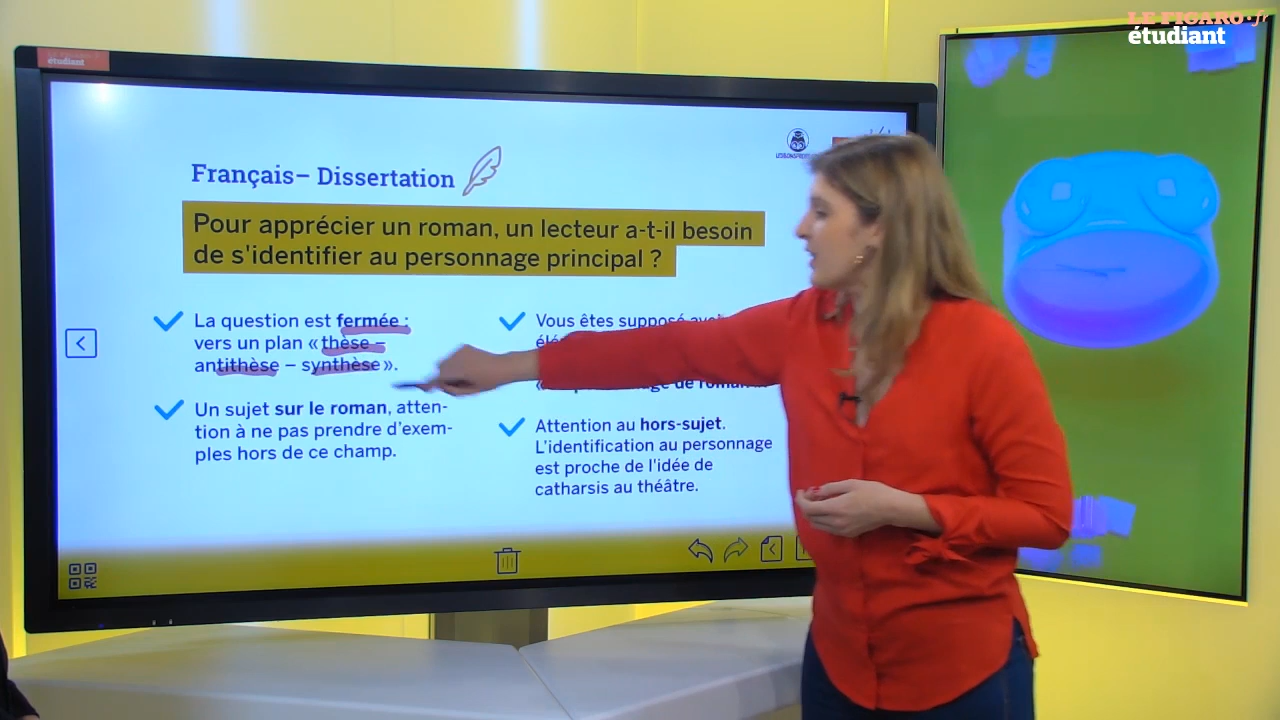 LE FIGARO.fr
étudiant
étudiant
Français– Dissertation
Pour apprécier un roman, un lecteur a-t-il besoin
de s'identifier au personnage principal ?
La question est fermée :
vers un plan « thèse –
antithèse – synthèse ».
Un sujet sur le roman, atten-
tion à ne pas prendre d'exem-
ples hors de ce champ.
Vous êtes supposé
de roman
Attention au hors-sujet.
L'identification au personnage
est proche de l'idée de
catharsis au théâtre.